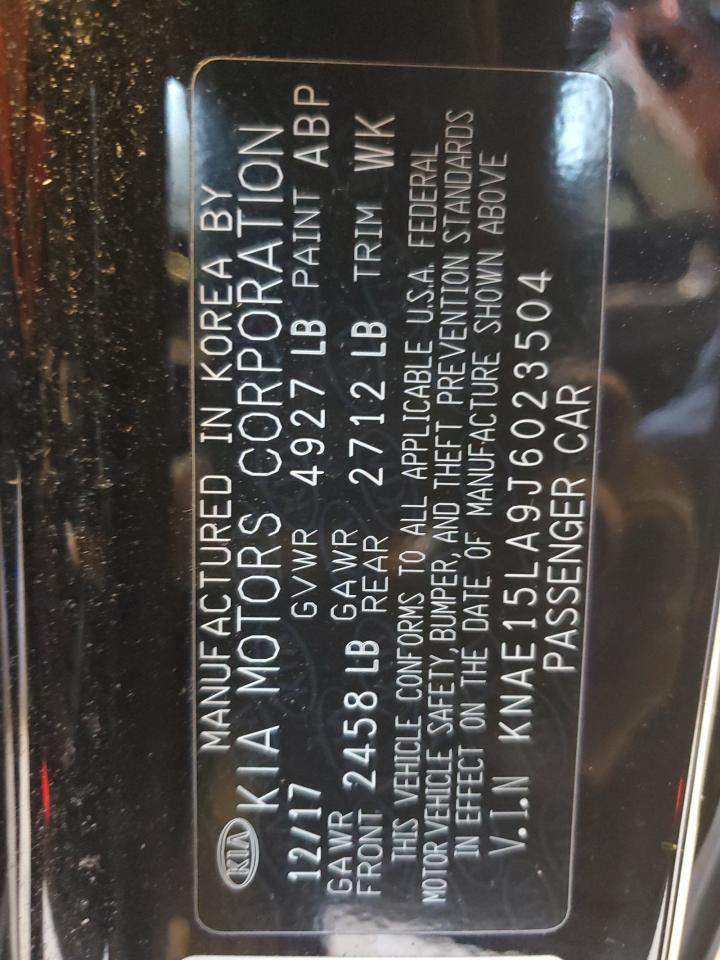 KIA
MANUFACTURED IN KOREA BY
KIA MOTORS CORPORATION
12/17 GVWR 4927 LB PAINT ABP
GAWR FRONT 2458 LB GAWR REAR 2712 LB TRIM WK
THIS VEHICLE CONFORMS TO ALL APPLICABLE U.S.A. FEDERAL
MOTOR VEHICLE SAFETY, BUMPER, AND THEFT PREVENTION STANDARDS
IN EFFECT ON THE DATE OF MANUFACTURE SHOWN ABOVE
V.I.N KNAE15LA9J6023504
PASSENGER CAR